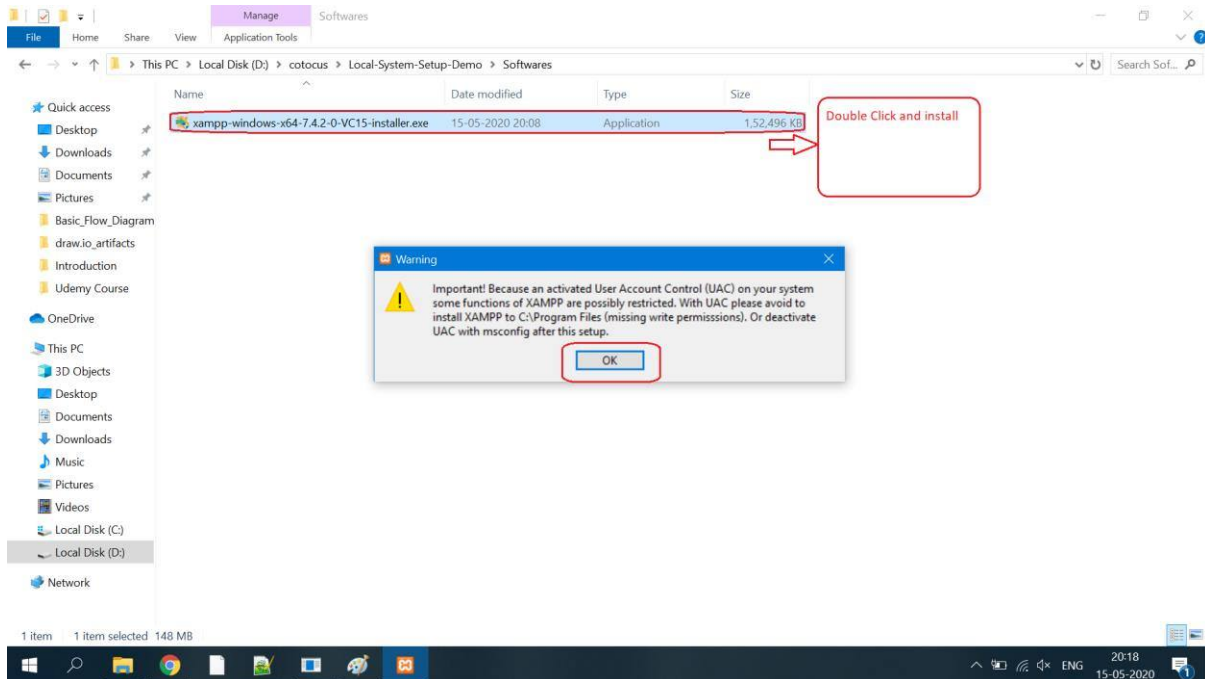 Manage
Softwares
File
Home
Share
View
Application Tools
This PC > Local Disk (D:) > cotocus > Local-System-Setup-Demo > Softwares
Search Sof...
Name
Date modified
Type
Size
xampp-windows-x64-7.4.2-0-VC15-installer.exe
15-05-2020 20:08
Application
1,52,496 KB
Double Click and install
Quick access
Desktop
Downloads
Documents
Pictures
Basic_Flow_Diagram
draw.io_artifacts
Introduction
Udemy Course
OneDrive
This PC
3D Objects
Desktop
Documents
Downloads
Music
Pictures
Videos
Local Disk (C:)
Local Disk (D:)
Network
Warning
Important! Because an activated User Account Control (UAC) on your system
some functions of XAMPP are possibly restricted. With UAC please avoid to
install XAMPP to C:\Program Files (missing write permisssions). Or deactivate
UAC with msconfig after this setup.
OK
1 item
1 item selected 148 MB
ENG
20:18
15-05-2020
1